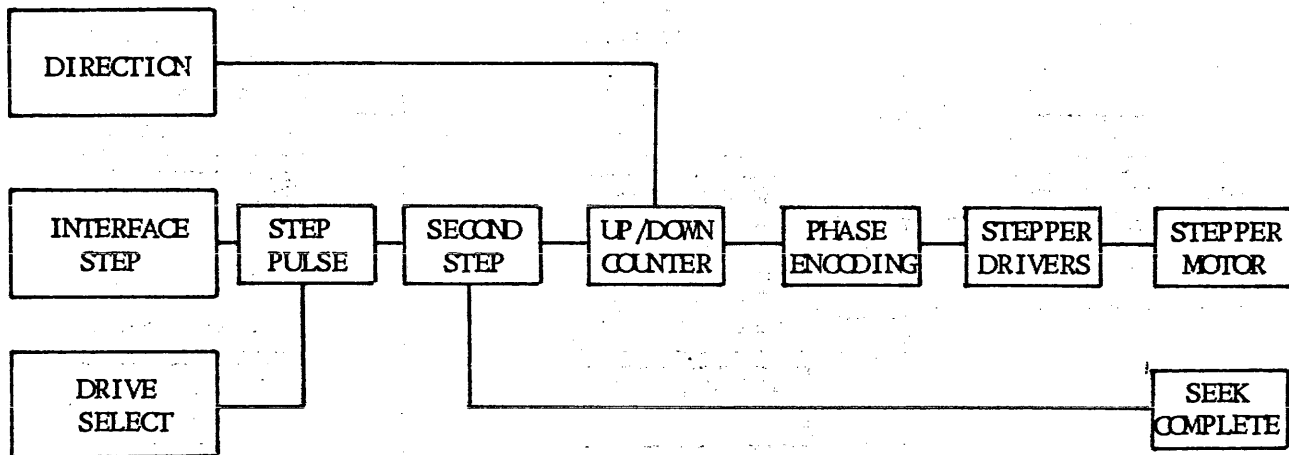 DIRECTION
INTERFACE
STEP
STEP
PULSE
SECOND
STEP
UP/DOWN
COUNTER
PHASE
ENCODING
STEPPER
DRIVERS
STEPPER
MOTOR
DRIVE
SELECT
SEEK
COMPLETE